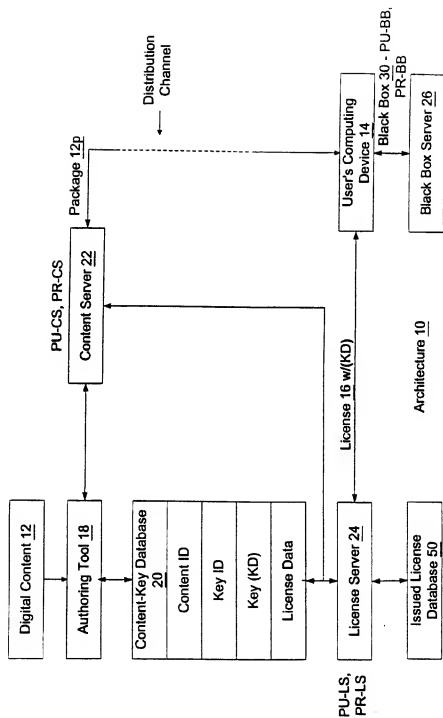 Digital Content 12
Authoring Tool 18
Content-Key Database
20
Content ID
Key ID
Key (KD)
License Data
PU-LS,
PR-LS
License Server 24
Issued License
Database 50
PU-CS, PR-CS
Content Server 22
Package 12p
Distribution
Channel
License 16 w/(KD)
User's Computing
Device 14
Black Box 30 - PU-BB,
PR-BB
Black Box Server 26
Architecture 10